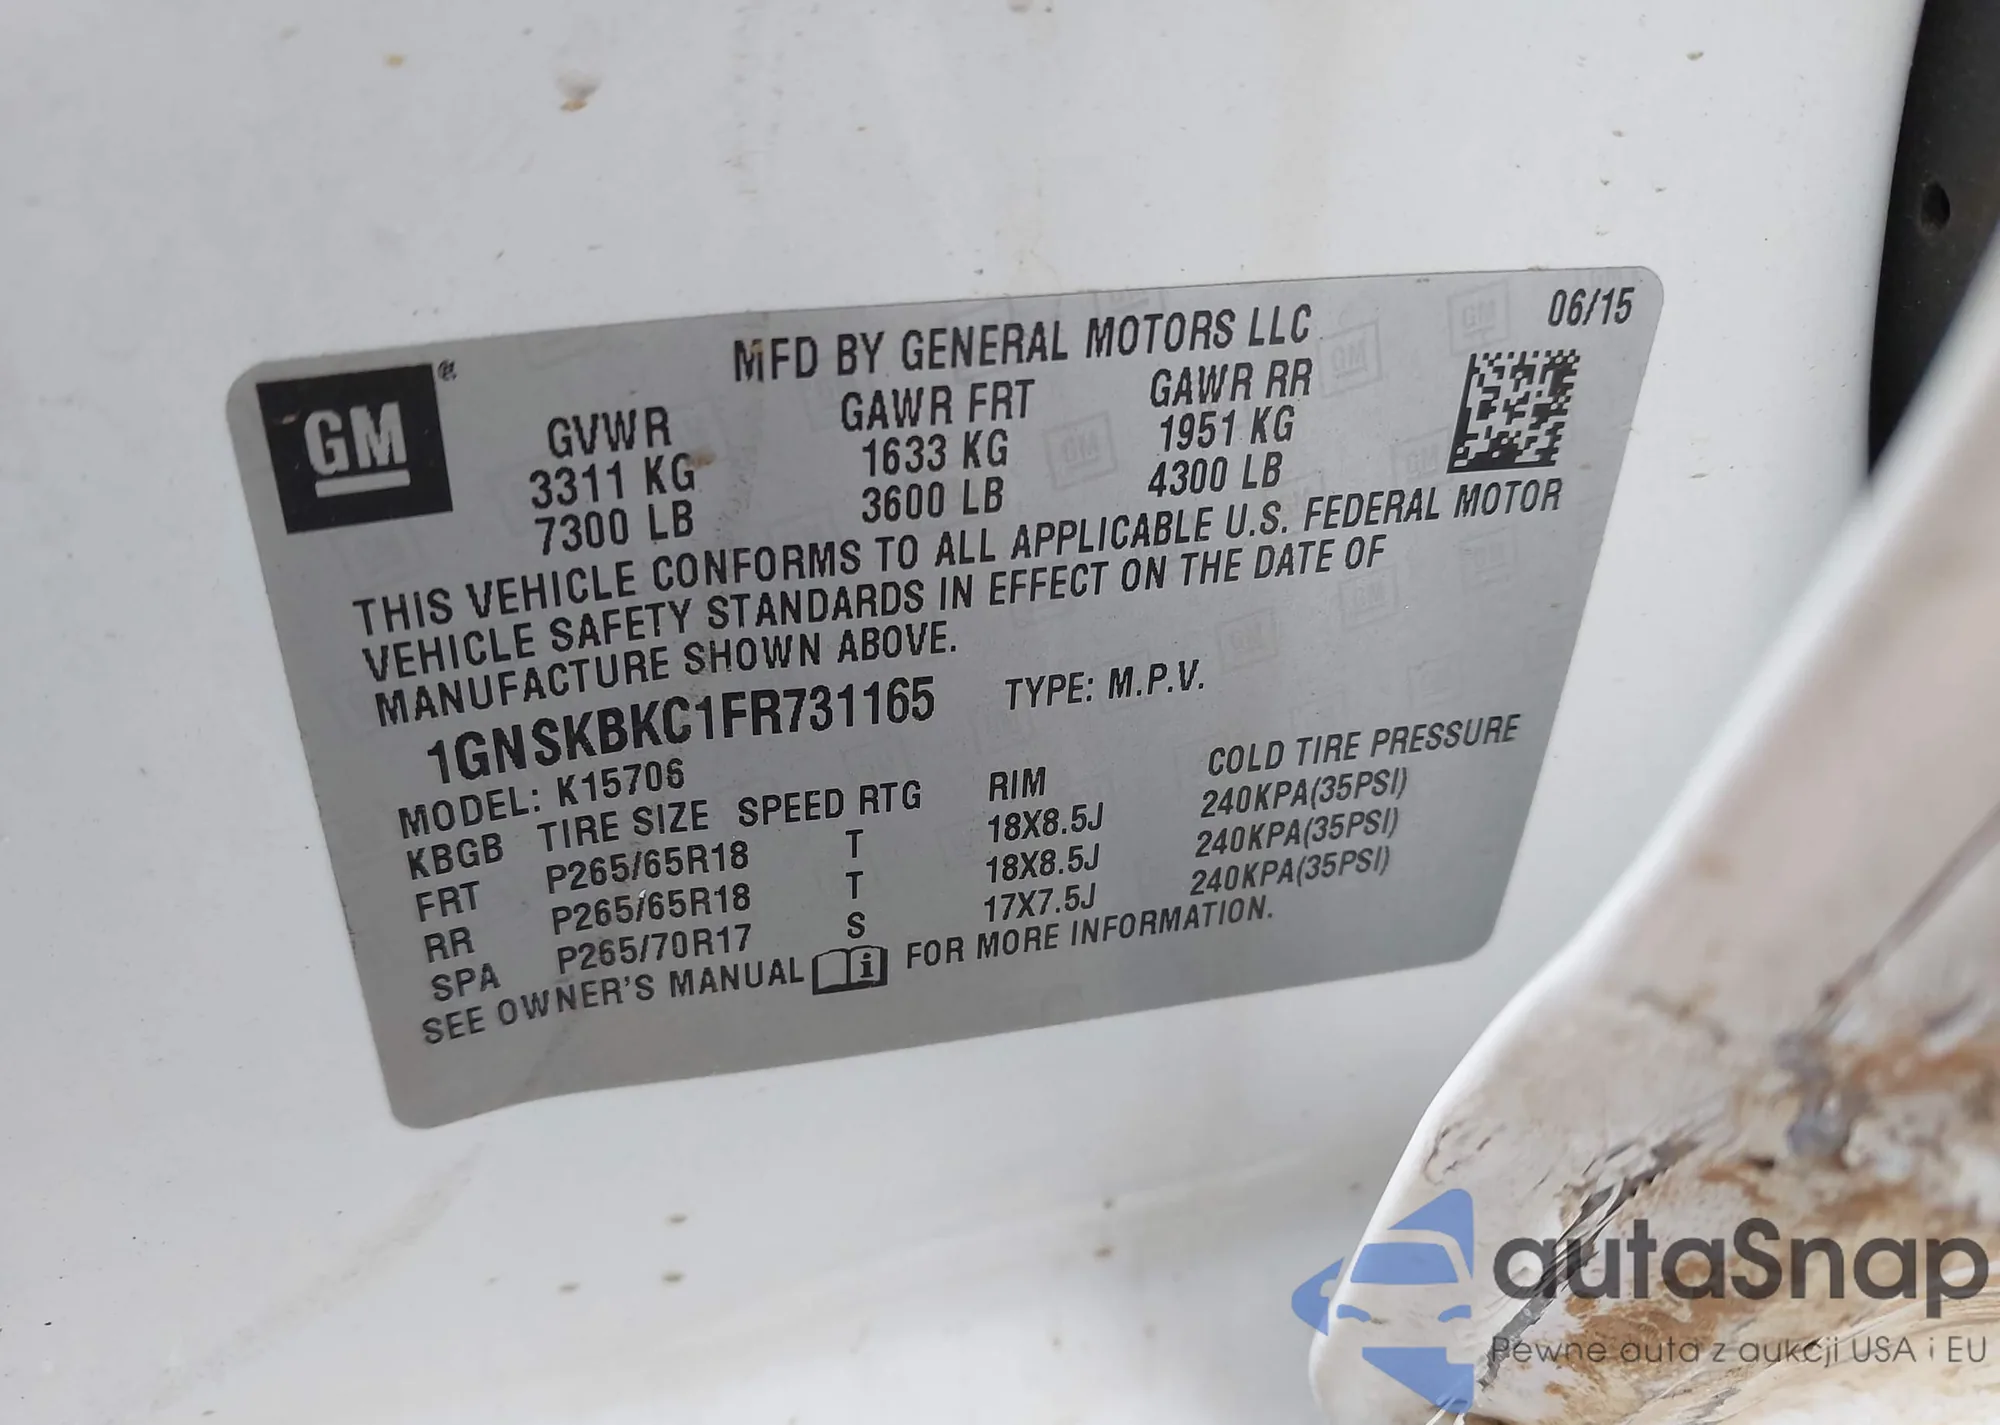 06/15
MFD BY GENERAL MOTORS LLC
GM®
GVWR GAWR FRT GAWR RR
3311 KG 1633 KG 1951 KG
7300 LB 3600 LB 4300 LB
THIS VEHICLE CONFORMS TO ALL APPLICABLE U.S. FEDERAL MOTOR
VEHICLE SAFETY STANDARDS IN EFFECT ON THE DATE OF
MANUFACTURE SHOWN ABOVE.
1GNSKBKC1FR731165 TYPE: M.P.V.
MODEL: K15706
KBGB TIRE SIZE SPEED RTG RIM COLD TIRE PRESSURE
FRT P265/65R18 T 18X8.5J 240KPA(35PSI)
RR P265/65R18 T 18X8.5J 240KPA(35PSI)
SPA P265/70R17 S 17X7.5J 240KPA(35PSI)
SEE OWNER'S MANUAL i FOR MORE INFORMATION.
autaSnap
Pewne auta z aukcji USA i EU